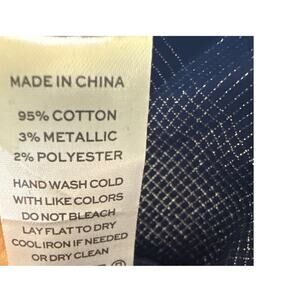 MADE IN CHINA
95% COTTON
3% METALLIC
2% POLYESTER
HAND WASH COLD
WITH LIKE COLORS
DO NOT BLEACH
LAY FLAT TO DRY
COOL IRON IF NEEDED
OR DRY CLEAN